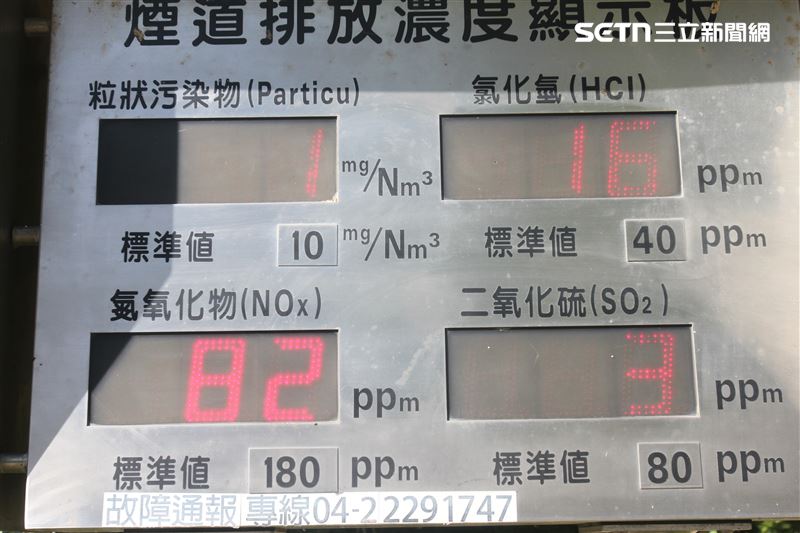 煙道排放濃度顯示板
SETN三立新聞網
粒狀污染物(Particu)
氯化氫(HCl)
1 mg/Nm³
16 ppm
標準值 10 mg/Nm³
標準值 40 ppm
氮氧化物(NOx)
二氧化硫(SO₂)
82 ppm
3 ppm
標準值 180 ppm
標準值 80 ppm
故障通報 專線04-22291747